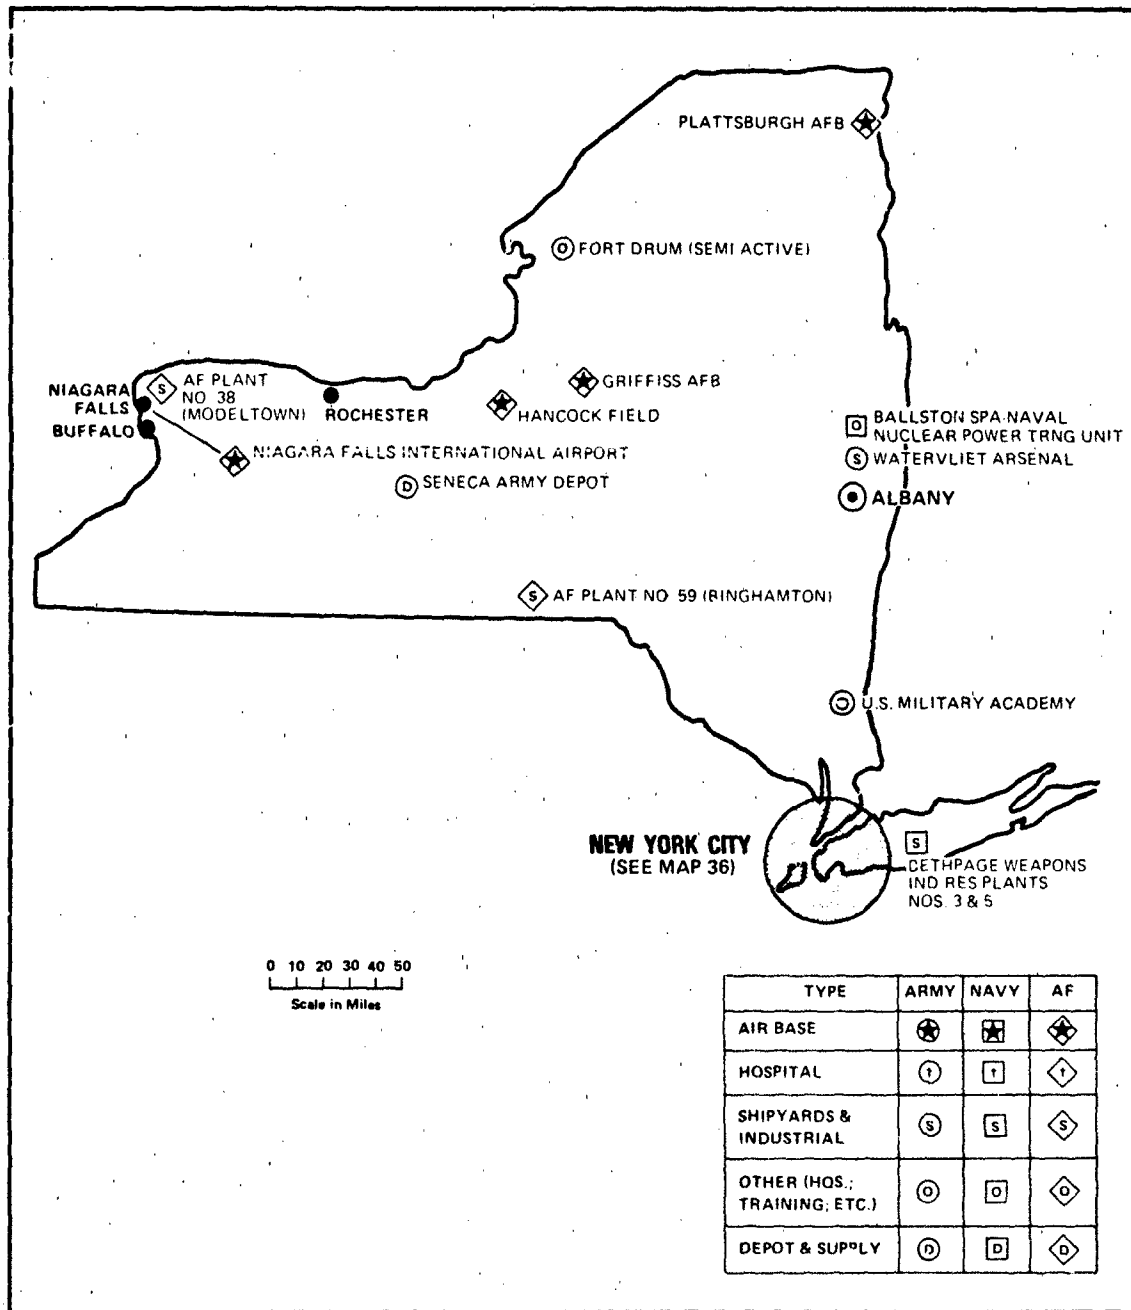 PLATTSBURGH AFB
O FORT DRUM (SEMI ACTIVE)
S AF PLANT
NO. 38
(MODELTOWN)
NIAGARA
FALLS
BUFFALO
ROCHESTER
GRIFFISS AFB
HANCOCK FIELD
NIAGARA FALLS INTERNATIONAL AIRPORT
D SENECA ARMY DEPOT
O BALLSTON SPA-NAVAL
NUCLEAR POWER TRNG UNIT
S WATERVLIET ARSENAL
ALBANY
S AF PLANT NO 59 (BINGHAMTON)
U.S. MILITARY ACADEMY
NEW YORK CITY
(SEE MAP 36)
S
BETHPAGE WEAPONS
IND RES PLANTS
NOS. 3 & 5
0 10 20 30 40 50
Scale in Miles
TYPE ARMY NAVY AF
AIR BASE
HOSPITAL † † †
SHIPYARDS &
INDUSTRIAL S S S
OTHER (HQS.;
TRAINING; ETC.) O O O
DEPOT & SUPPLY D D D